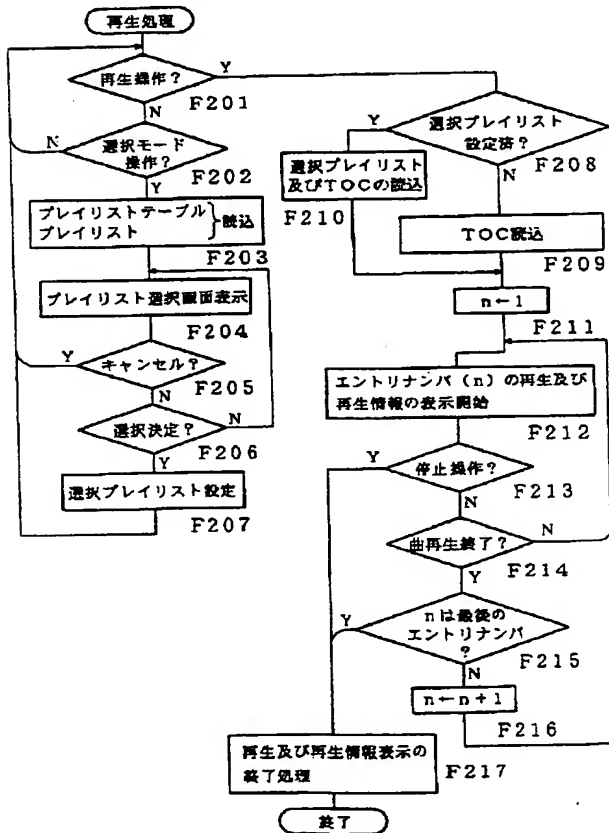 再生処理
再生操作?
Y
N
F201
選択モード
操作?
N
Y
F202
プレイリストテーブル
プレイリスト
}読込
F203
プレイリスト選択画面表示
F204
キャンセル?
Y
N
F205
選択決定?
N
Y
F206
選択プレイリスト設定
F207
選択プレイリスト
設定済?
Y
N
F208
選択プレイリスト
及びTOCの読込
F210
TOC読込
F209
n←1
F211
エントリナンバ(n)の再生及び
再生情報の表示開始
F212
停止操作?
Y
N
F213
曲再生終了?
N
Y
F214
nは最後の
エントリナンバ
?
Y
N
F215
n←n+1
F216
再生及び再生情報表示の
終了処理
F217
終了